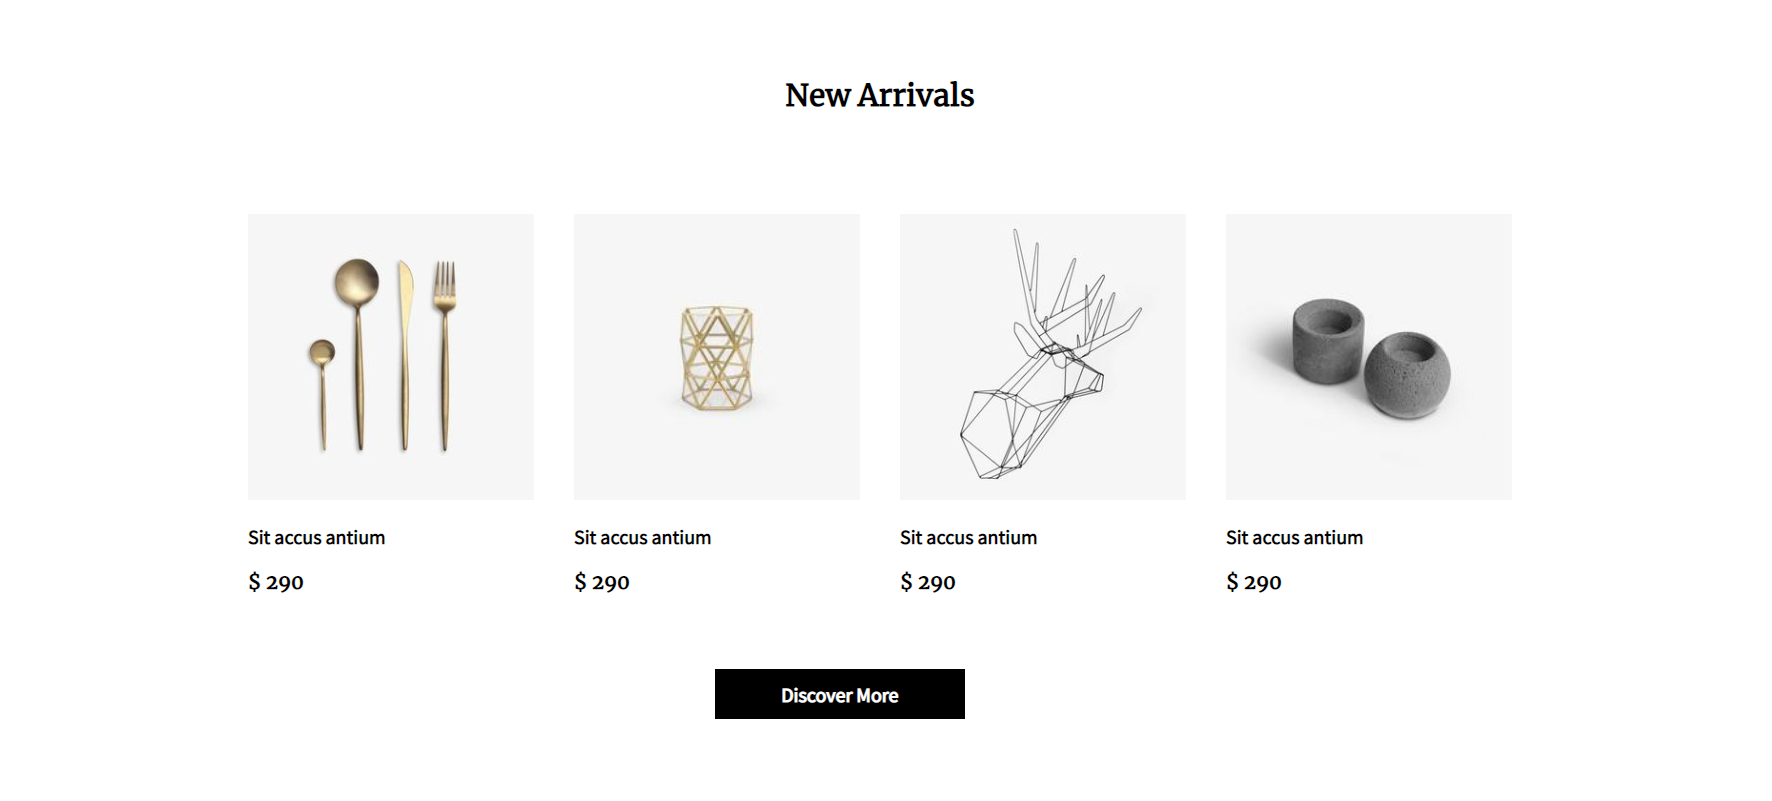 New Arrivals
Sit accus antium
Sit accus antium
Sit accus antium
Sit accus antium
$ 290
$ 290
$ 290
$ 290
Discover More